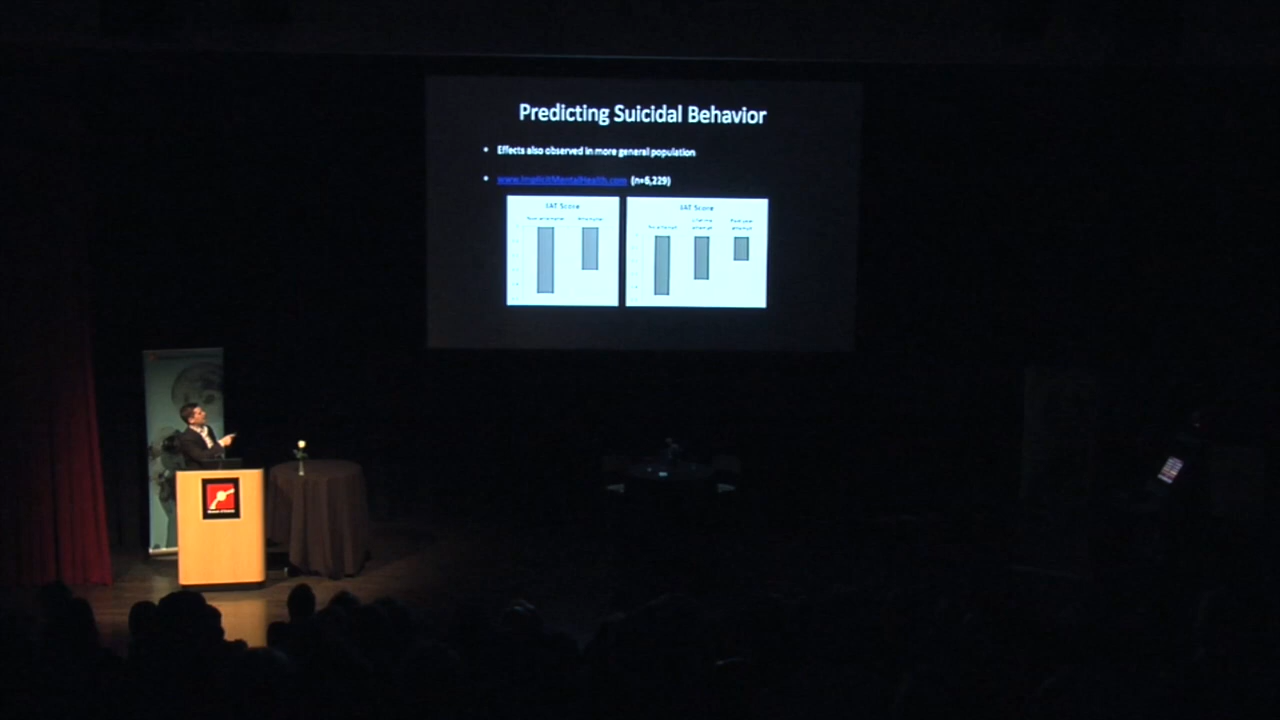 Predicting Suicidal Behavior
• Effects also observed in more general population
• www.ImplicitMentalHealth.com (n=6,229)
IAT Score
IAT Score